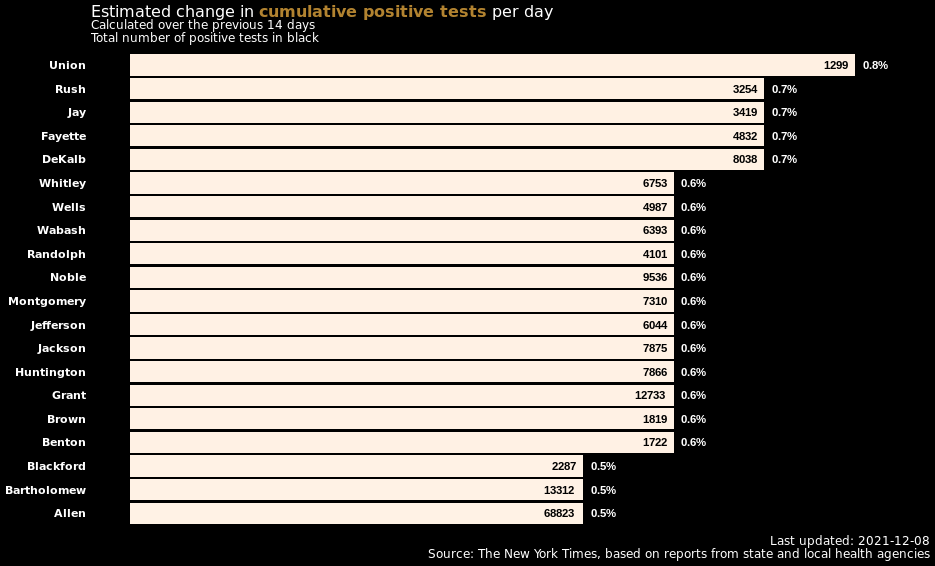 Estimated change in cumulative positive tests per day
Calculated over the previous 14 days
Total number of positive tests in black
Union 1299 0.8%
Rush 3254 0.7%
Jay 3419 0.7%
Fayette 4832 0.7%
DeKalb 8038 0.7%
Whitley 6753 0.6%
Wells 4987 0.6%
Wabash 6393 0.6%
Randolph 4101 0.6%
Noble 9536 0.6%
Montgomery 7310 0.6%
Jefferson 6044 0.6%
Jackson 7875 0.6%
Huntington 7866 0.6%
Grant 12733 0.6%
Brown 1819 0.6%
Benton 1722 0.6%
Blackford 2287 0.5%
Bartholomew 13312 0.5%
Allen 68823 0.5%
Last updated: 2021-12-08
Source: The New York Times, based on reports from state and local health agencies